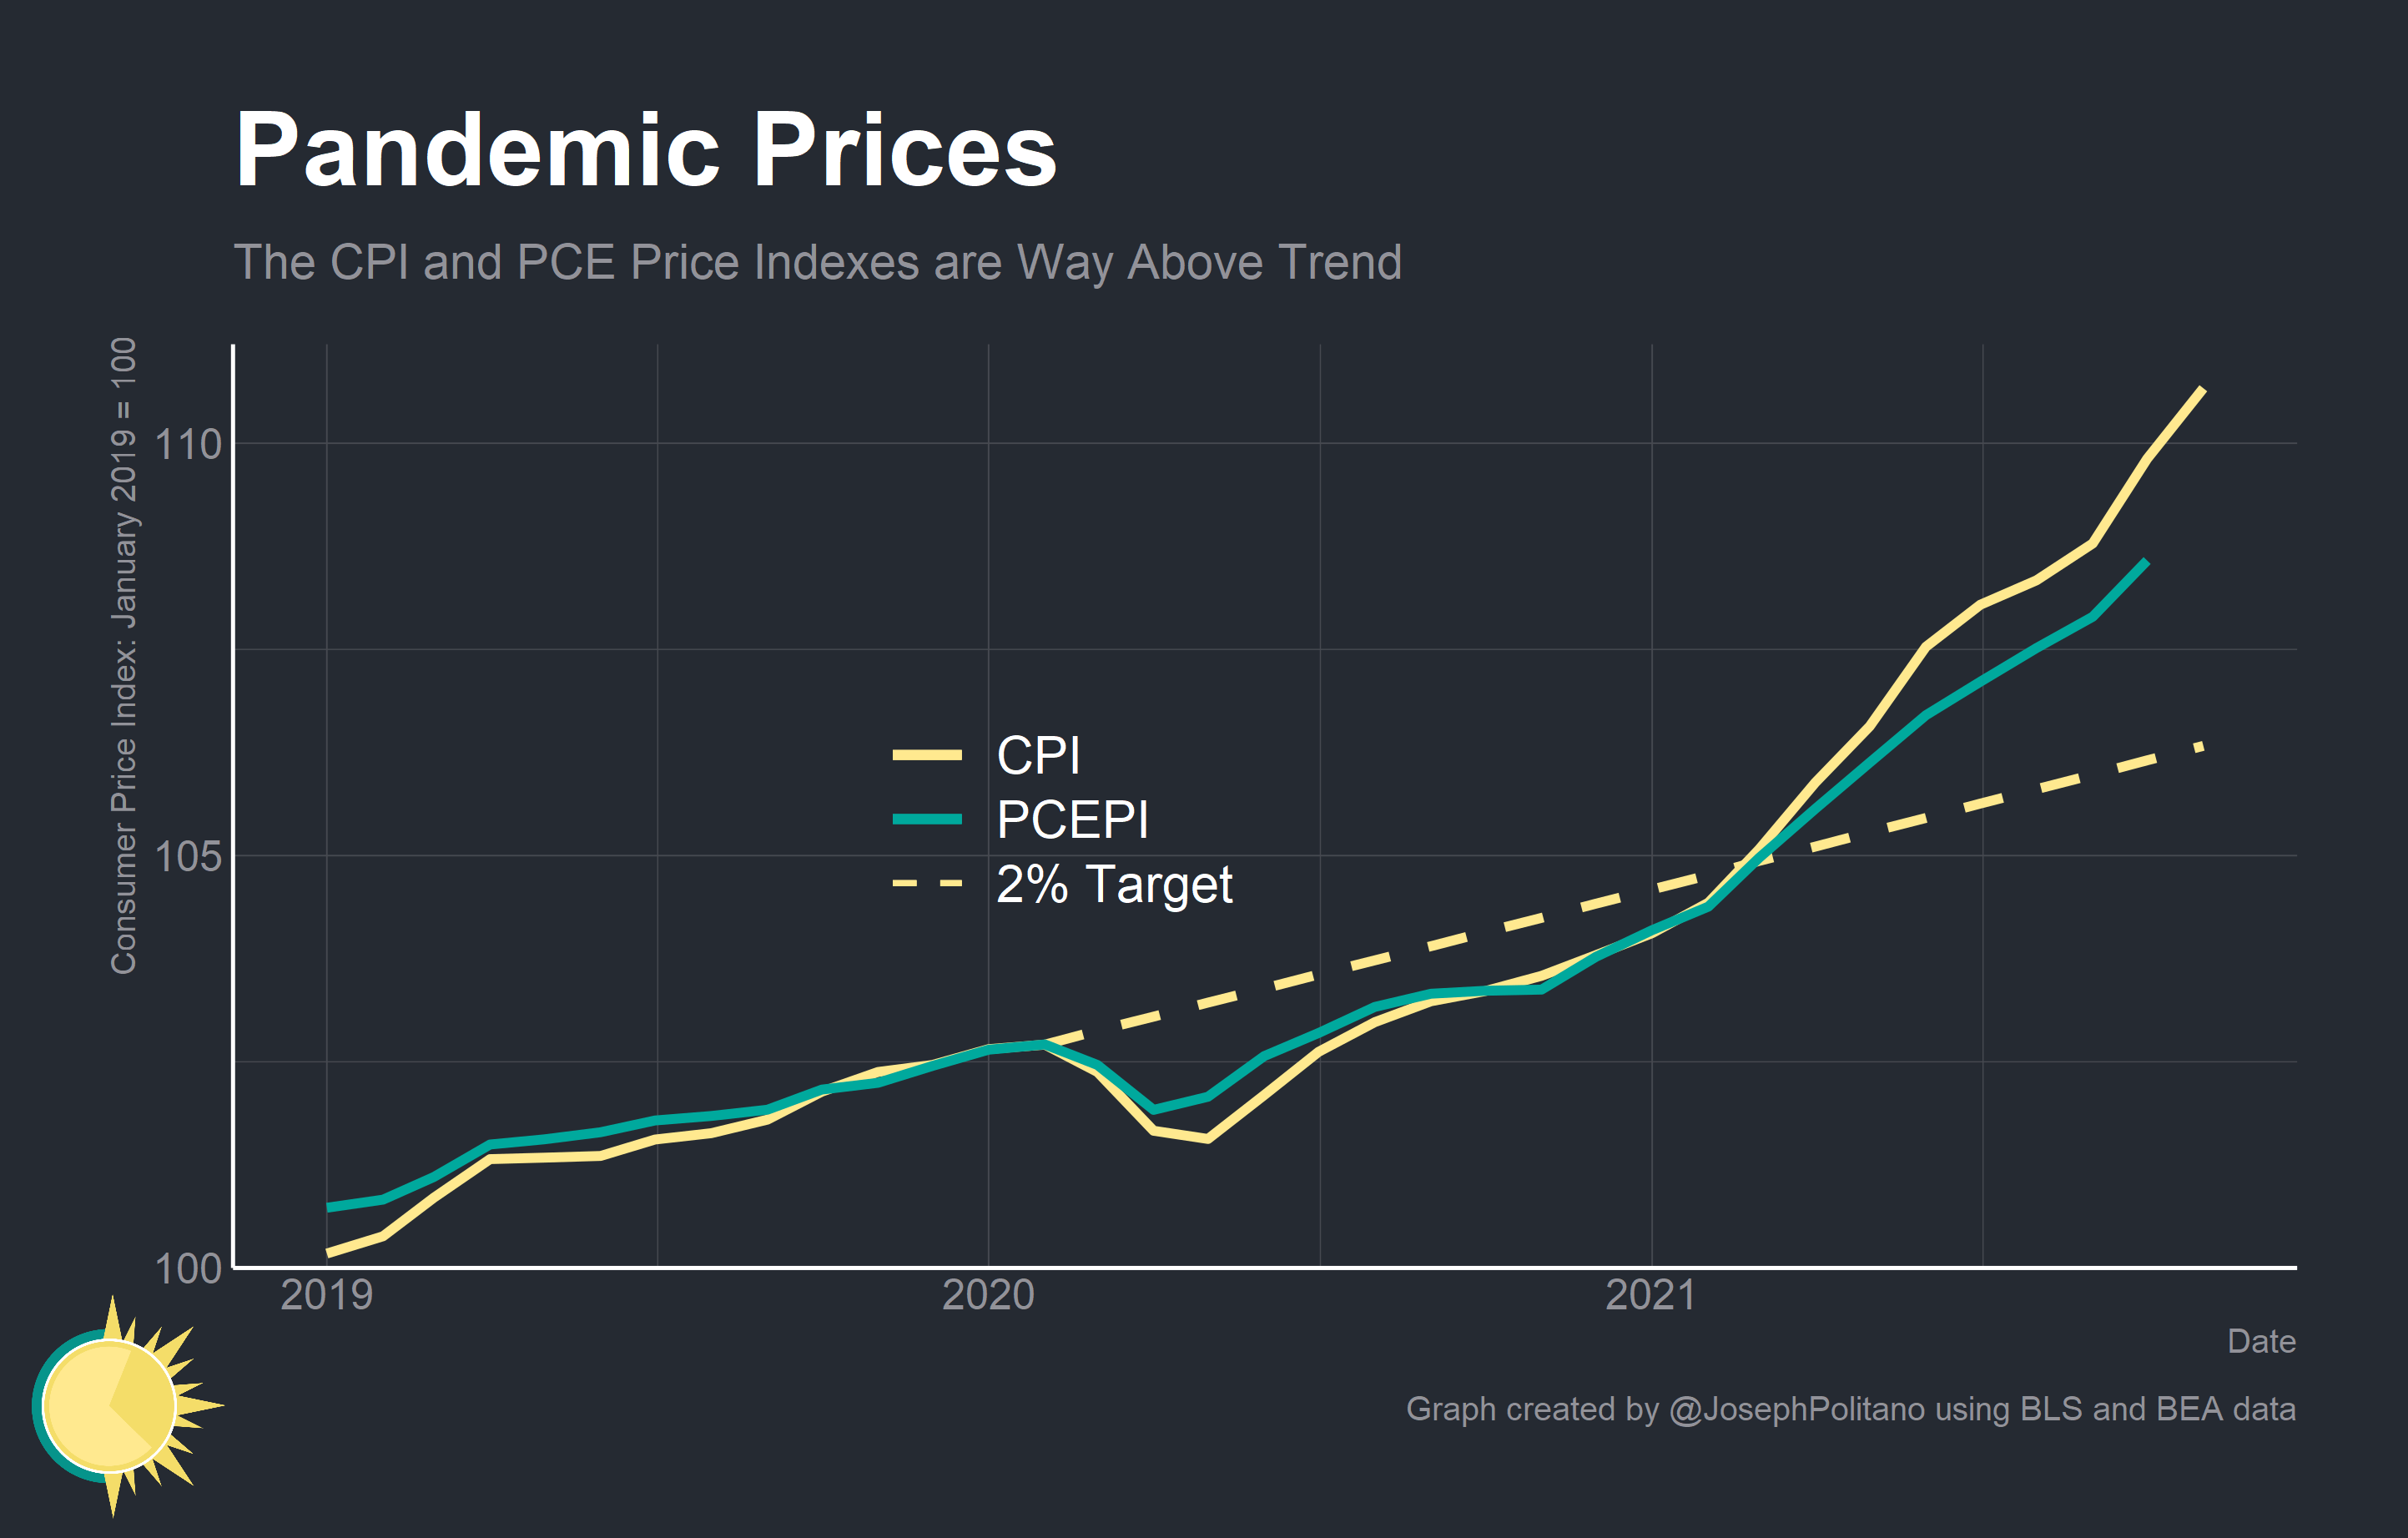 Pandemic Prices
The CPI and PCE Price Indexes are Way Above Trend
Consumer Price Index: January 2019 = 100
110
105
100
CPI
PCEPI
2% Target
2019
2020
2021
Date
Graph created by @JosephPolitano using BLS and BEA data